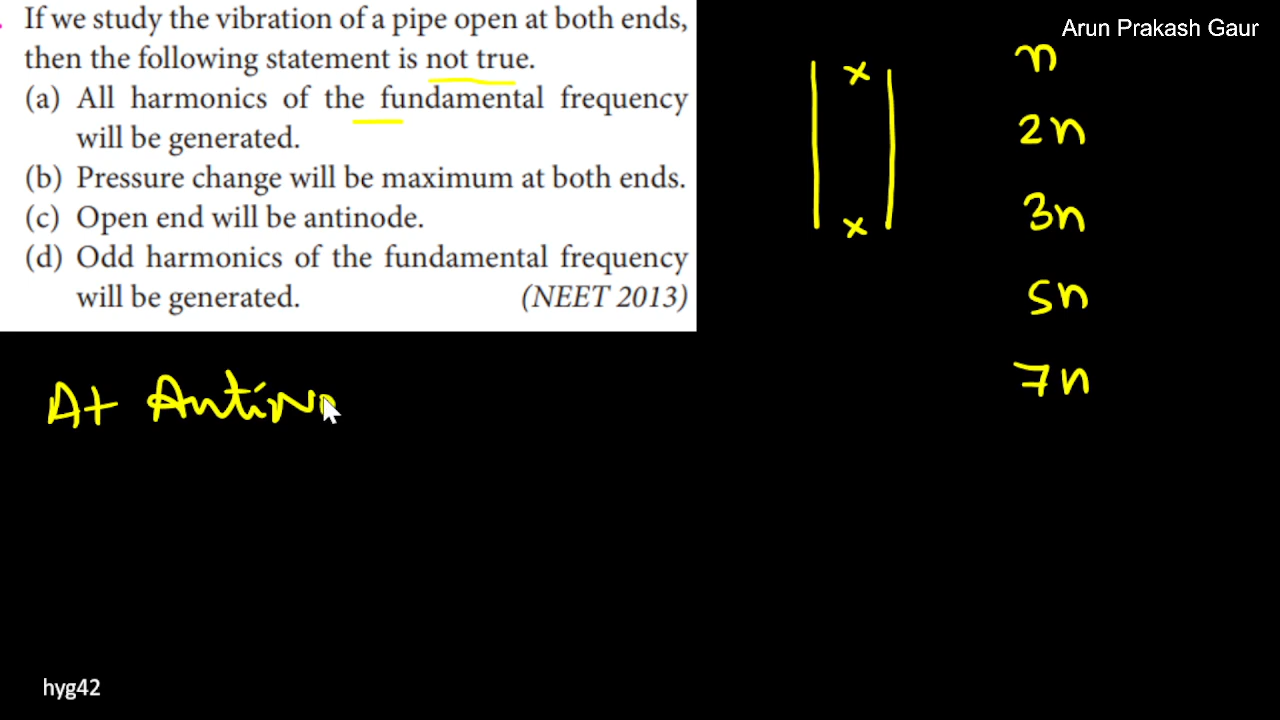 If we study the vibration of a pipe open at both ends,
then the following statement is not true.
(a) All harmonics of the fundamental frequency
will be generated.
(b) Pressure change will be maximum at both ends.
(c) Open end will be antinode.
(d) Odd harmonics of the fundamental frequency
will be generated. (NEET 2013)
Arun Prakash Gaur
x
x
n
2n
3n
5n
7n
At Antino
hyg42